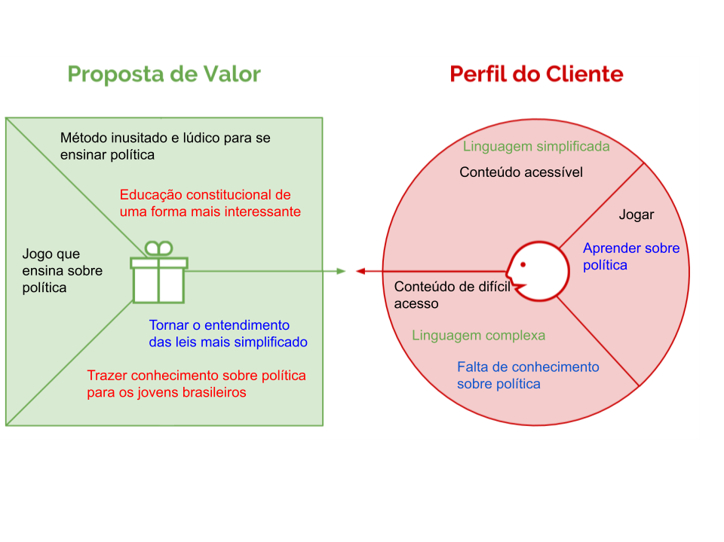 Proposta de Valor
Método inusitado e lúdico para se
ensinar política
Educação constitucional de
uma forma mais interessante
Jogo que
ensina sobre
política
Tornar o entendimento
das leis mais simplificado
Trazer conhecimento sobre política
para os jovens brasileiros
Perfil do Cliente
Linguagem simplificada
Conteúdo acessível
Jogar
Aprender sobre
política
Conteúdo de difícil
acesso
Linguagem complexa
Falta de conhecimento
sobre política